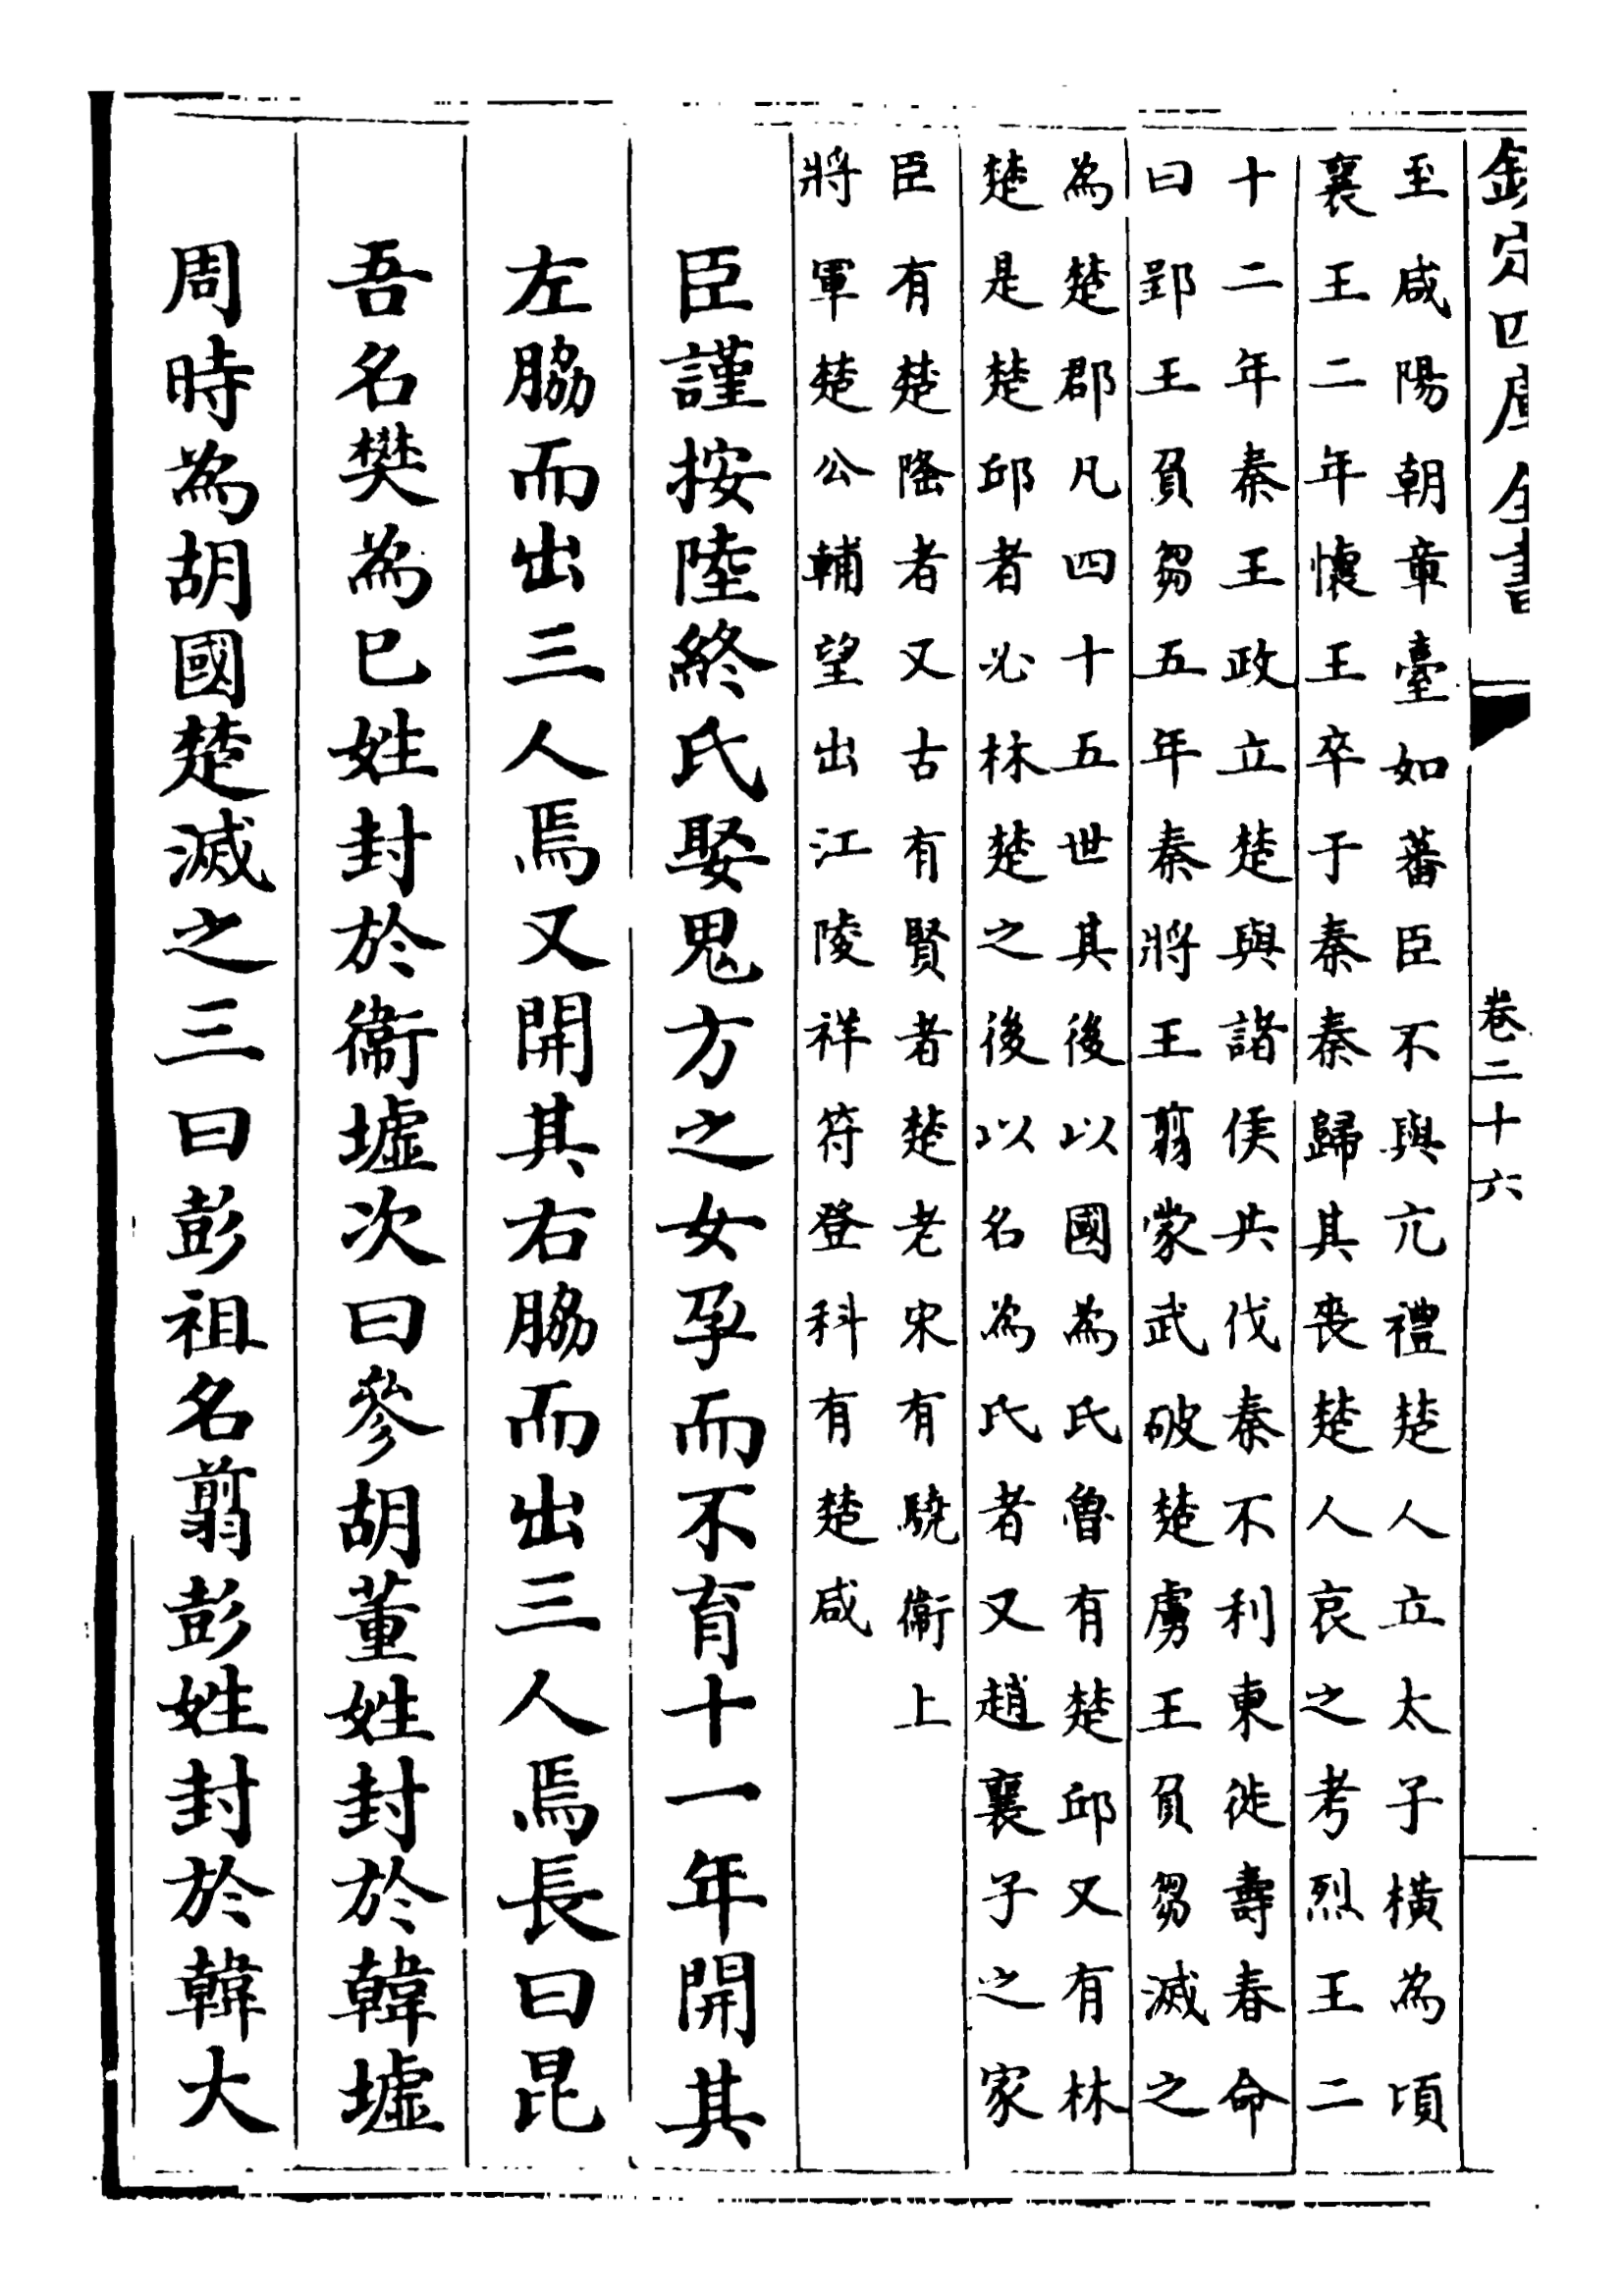 欽定四庫全書
卷二十六
至咸陽朝章臺如蕃臣不與亢禮楚人立太子橫為頃
襄王二年懷王卒于秦秦歸其喪楚人哀之考烈王二
十二年秦王政立楚與諸侯共伐秦不利東徙壽春命
曰郢王負芻五年秦將王翦蒙武破楚虜王負芻滅之
為楚郡凡四十五世其後以國為氏魯有楚邱又有林
楚是楚邱者必林楚之後以名為氏者又趙襄子之家
臣有楚隆者又古有賢者楚老宋有驍衛上
將軍楚公輔望出江陵祥符登科有楚咸
臣謹按陸終氏娶鬼方之女孕而不育十一年開其
左脇而出三人焉又開其右脇而出三人焉長曰昆
吾名樊為巳姓封於衛墟次曰參胡董姓封於韓墟
周時為胡國楚滅之三曰彭祖名翦彭姓封於韓大